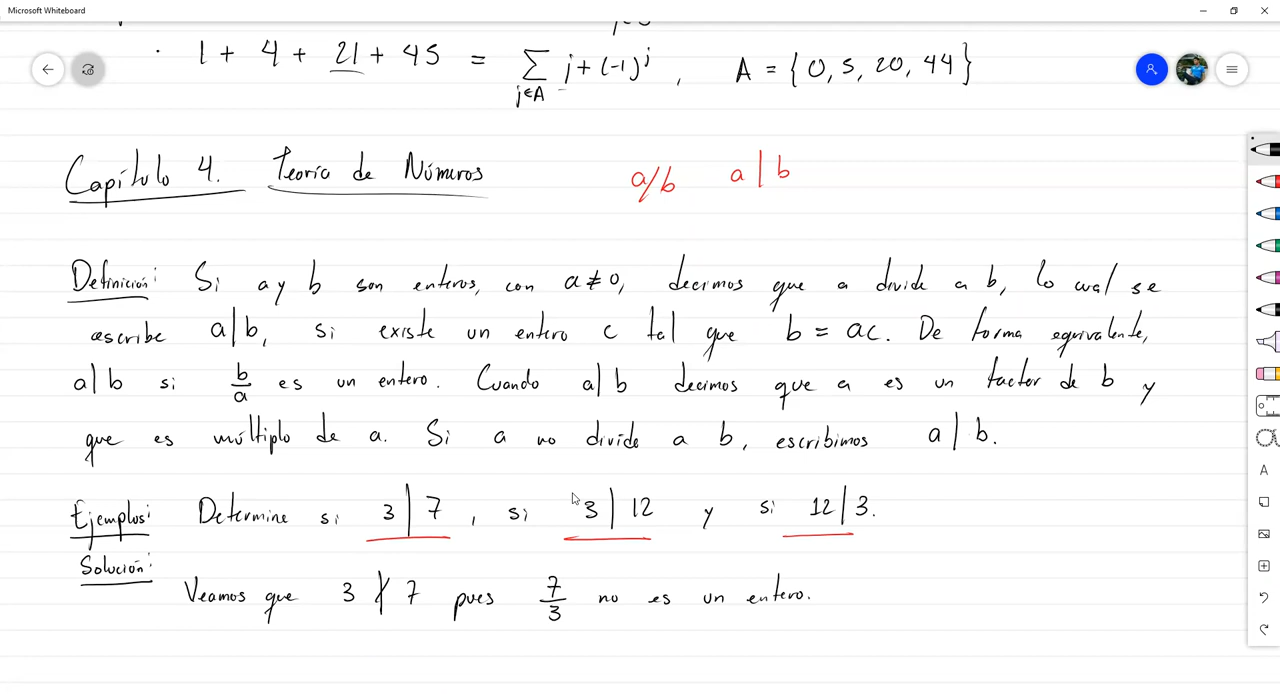 Microsoft Whiteboard
j∈S
· 1 + 4 + 21 + 45 = ∑ j + (-1)^j , A = {0, 5, 20, 44}
j∈A
Capítulo 4. Teoría de Números a/b a | b
Definición: Si a y b son enteros, con a ≠ 0, decimos que a divide a b, lo cual se
escribe a|b, si existe un entero c tal que b = ac. De forma equivalente,
a|b si b/a es un entero. Cuando a|b decimos que a es un factor de b y
que es múltiplo de a. Si a no divide a b, escribimos a | b.
Ejemplos: Determine si 3 | 7 , si 3 | 12 y si 12 | 3.
Solución:
Veamos que 3 ∤ 7 pues 7/3 no es un entero.